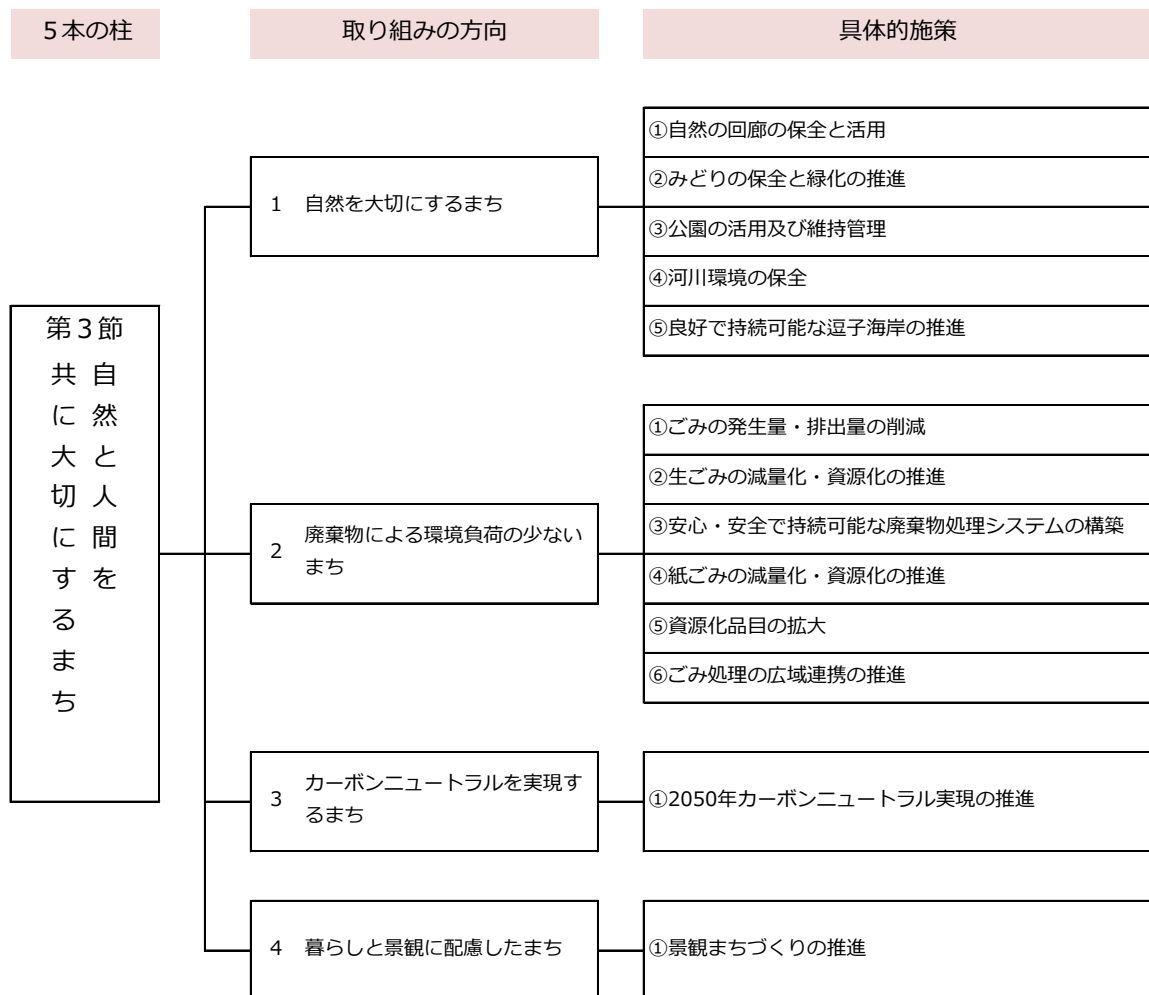 5本の柱
取り組みの方向
具体的施策
第3節
自然と人間を
共に大切にするまち
1 自然を大切にするまち
①自然の回廊の保全と活用
②みどりの保全と緑化の推進
③公園の活用及び維持管理
④河川環境の保全
⑤良好で持続可能な逗子海岸の推進
2 廃棄物による環境負荷の少ない
まち
①ごみの発生量・排出量の削減
②生ごみの減量化・資源化の推進
③安心・安全で持続可能な廃棄物処理システムの構築
④紙ごみの減量化・資源化の推進
⑤資源化品目の拡大
⑥ごみ処理の広域連携の推進
3 カーボンニュートラルを実現す
るまち
①2050年カーボンニュートラル実現の推進
4 暮らしと景観に配慮したまち
①景観まちづくりの推進